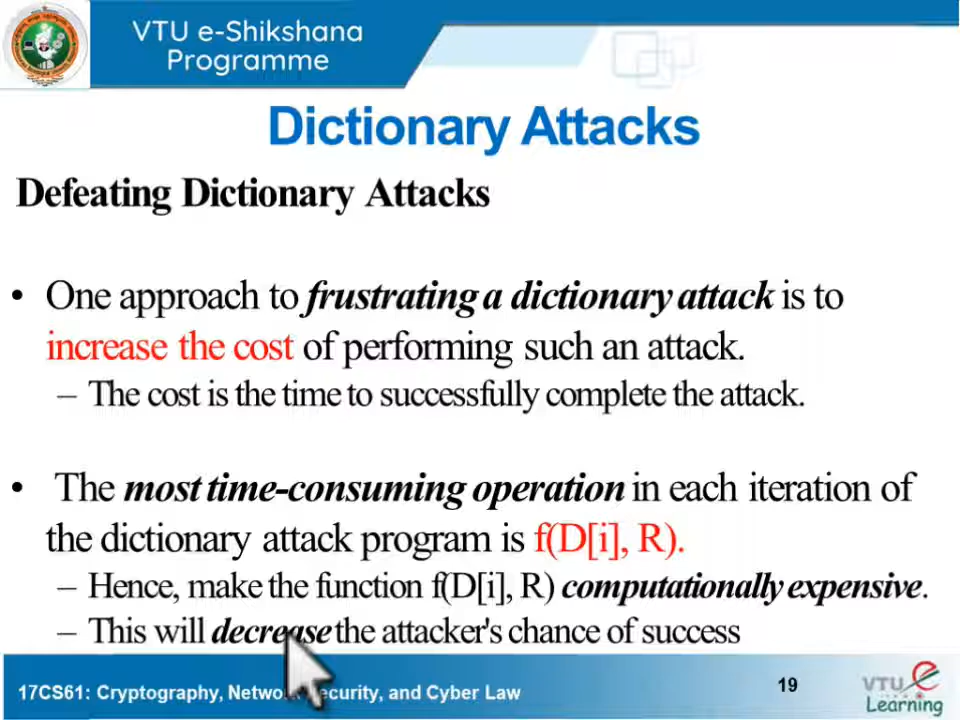 VTU e-Shikshana
Programme
Dictionary Attacks
Defeating Dictionary Attacks
• One approach to frustrating a dictionary attack is to
increase the cost of performing such an attack.
– The cost is the time to successfully complete the attack.
• The most time-consuming operation in each iteration of
the dictionary attack program is f(D[i], R).
– Hence, make the function f(D[i], R) computationally expensive.
– This will decrease the attacker's chance of success
17CS61: Cryptography, Network Security, and Cyber Law
19
VTU e
Learning